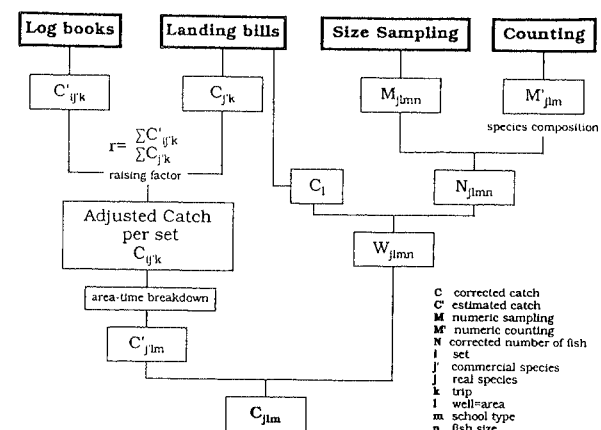 Log books
Landing bills
Size Sampling
Counting
C'ij'k
Cj'k
Mjlmn
M'jlm
species composition
r= ∑C'ij'k
∑Cj'k
raising factor
Cl
Njlmn
Adjusted Catch
per set
Cij'k
Wjlmn
area-time breakdown
C'j'lm
Cjlm
C corrected catch
C' estimated catch
M numeric sampling
M' numeric counting
N corrected number of fish
i set
j' commercial species
j real species
k trip
l well=area
m school type
n fish size